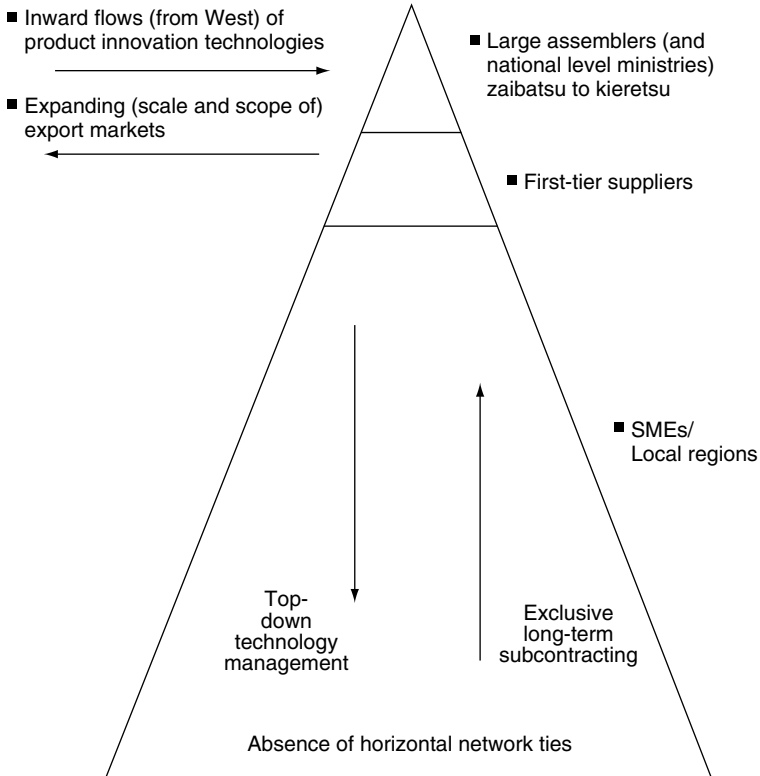 Inward flows (from West) of
product innovation technologies
Expanding (scale and scope of)
export markets
Large assemblers (and
national level ministries)
zaibatsu to kieretsu
First-tier suppliers
SMEs/
Local regions
Top-
down
technology
management
Exclusive
long-term
subcontracting
Absence of horizontal network ties